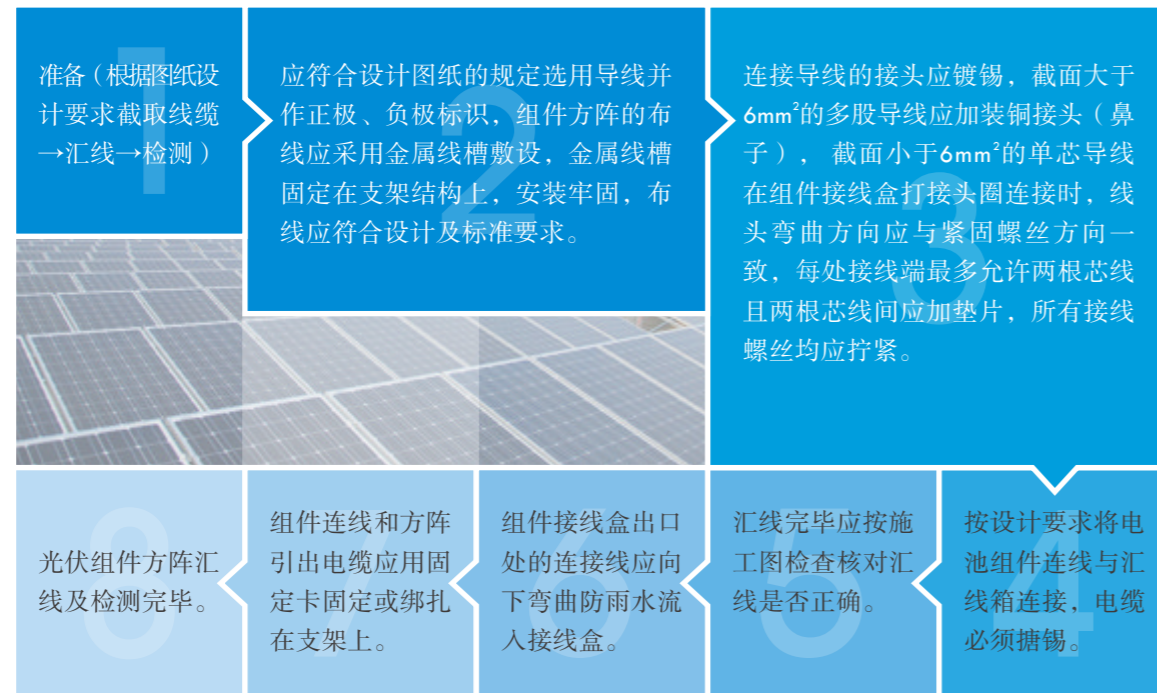 1
准备（根据图纸设
计要求截取线缆
→汇线→检测）
2
应符合设计图纸的规定选用导线并
作正极、负极标识，组件方阵的布
线应采用金属线槽敷设，金属线槽
固定在支架结构上，安装牢固，布
线应符合设计及标准要求。
3
连接导线的接头应镀锡，截面大于
6mm²的多股导线应加装铜接头（鼻
子），截面小于6mm²的单芯导线
在组件接线盒打接头圈连接时，线
头弯曲方向应与紧固螺丝方向一
致，每处接线端最多允许两根芯线
且两根芯线间应加垫片，所有接线
螺丝均应拧紧。
4
按设计要求将电
池组件连线与汇
线箱连接，电缆
必须搪锡。
5
汇线完毕应按施
工图检查核对汇
线是否正确。
6
组件接线盒出口
处的连接线应向
下弯曲防雨水流
入接线盒。
7
组件连线和方阵
引出电缆应用固
定卡固定或绑扎
在支架上。
8
光伏组件方阵汇
线及检测完毕。